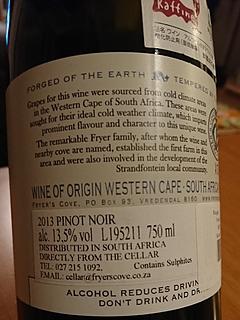 Raffine
FORGED OF THE EARTH
TEMPERED
Grapes for this wine were sourced from cold climate areas
in the Western Cape of South Africa. These areas were
sought for their ideal cold weather climate, which impart
prominent flavour and character to this unique wine.
The remarkable Fryer family, after whom the wine and
nearby cove are named, established the first farm in
this area and were also involved in the development of the
Strandfontein local community.
WINE OF ORIGIN WESTERN CAPE · SOUTH
FRYER'S COVE, PO BOX 93, VREDENDAL 8160
2013 PINOT NOIR
alc. 13.5% vol L195211 750 ml
DISTRIBUTED IN SOUTH AFRICA
DIRECTLY FROM THE CELLAR
TEL: 027 215 1092, Contains Sulphites
EMAIL: cellar@fryerscove.co.za
ALCOHOL REDUCES DRIVIN
DON'T DRINK AND